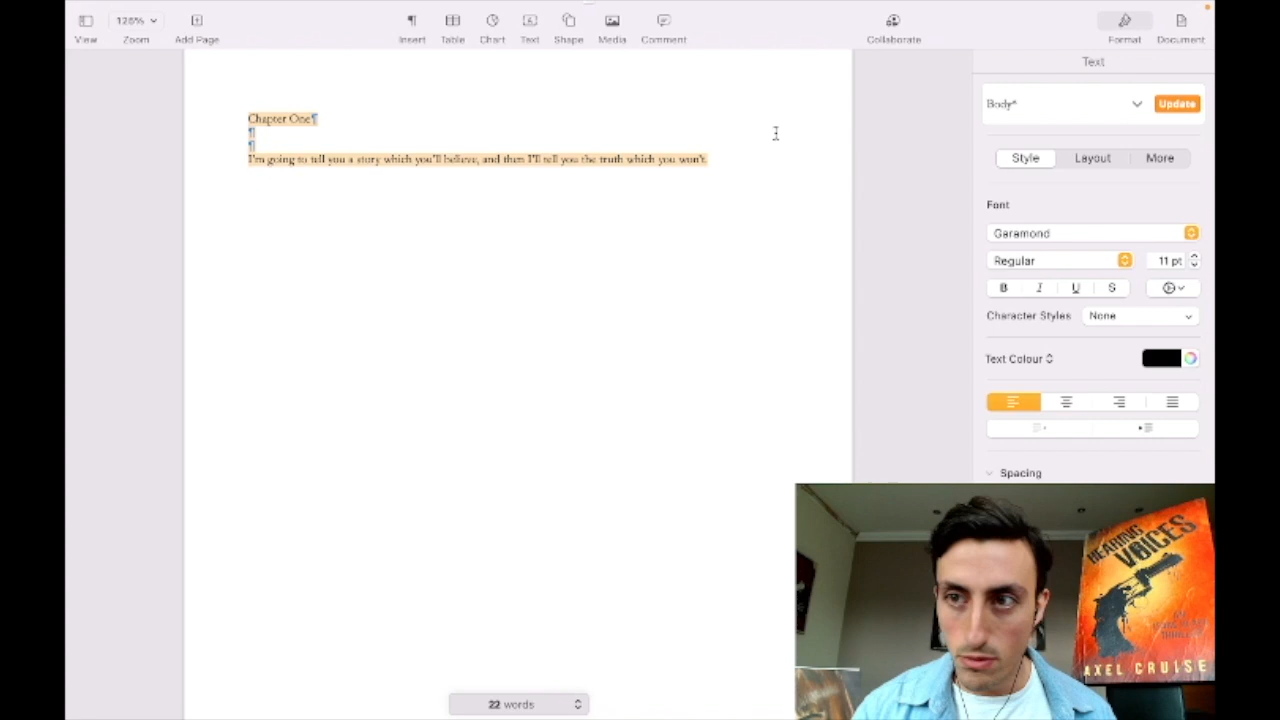 126%
View
Zoom
Add Page
Insert
Table
Chart
Text
Shape
Media
Comment
Collaborate
Format
Document
Text
Body*
Update
Style
Layout
More
Font
Garamond
Regular
11 pt
B
I
U
S
Character Styles
None
Text Colour
Spacing
Chapter One¶
¶
¶
I'm going to tell you a story which you'll believe, and then I'll tell you the truth which you won't.
22 words
HEARING
VOICES
THRILLER
AXEL CRUISE